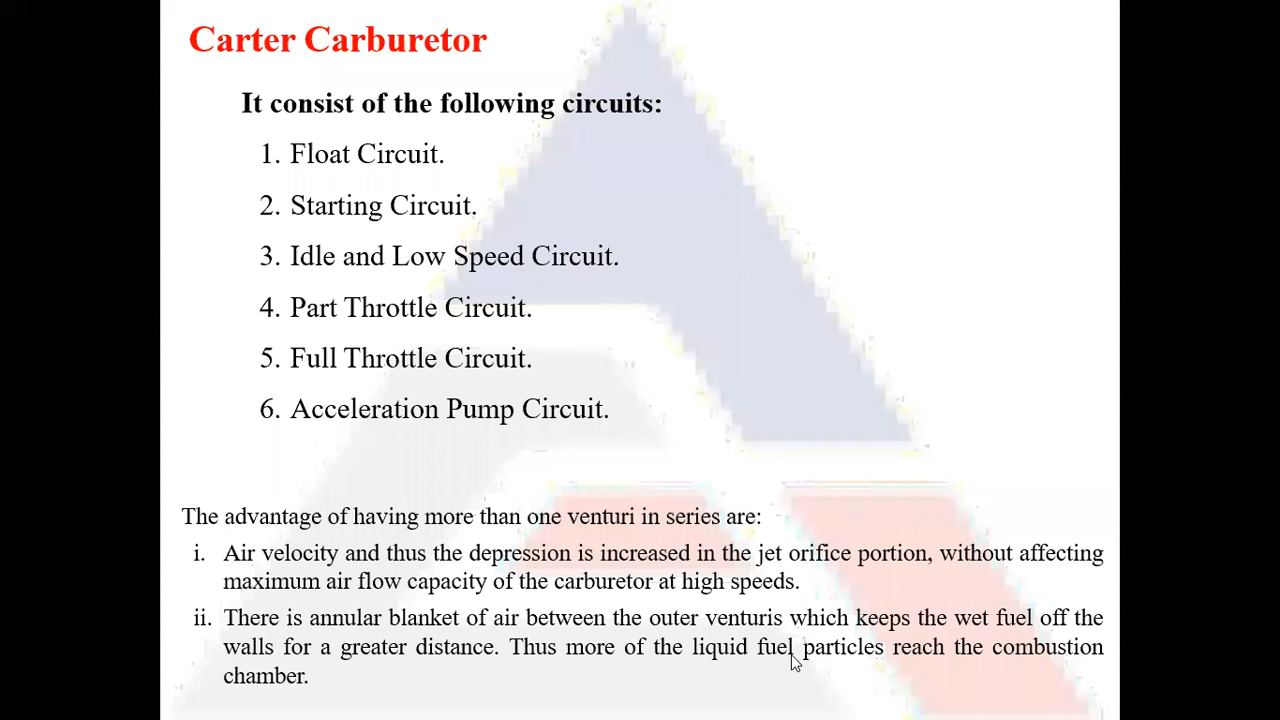 Carter Carburetor
It consist of the following circuits:
1. Float Circuit.
2. Starting Circuit.
3. Idle and Low Speed Circuit.
4. Part Throttle Circuit.
5. Full Throttle Circuit.
6. Acceleration Pump Circuit.
The advantage of having more than one venturi in series are:
i. Air velocity and thus the depression is increased in the jet orifice portion, without affecting
maximum air flow capacity of the carburetor at high speeds.
ii. There is annular blanket of air between the outer venturis which keeps the wet fuel off the
walls for a greater distance. Thus more of the liquid fuel particles reach the combustion
chamber.